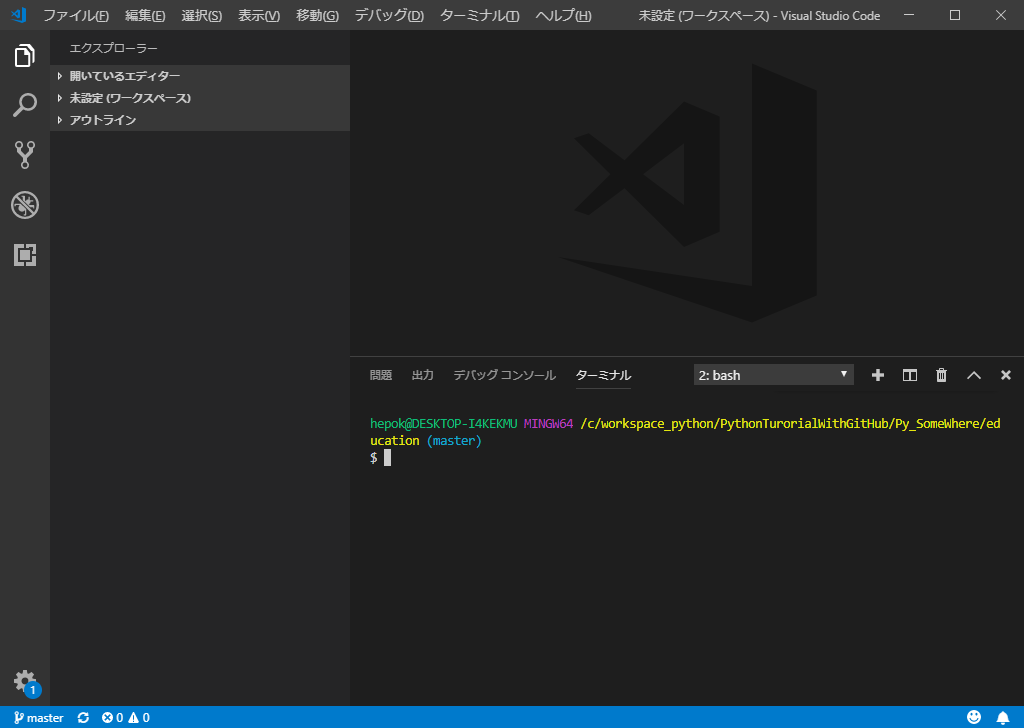 ファイル(F) 編集(E) 選択(S) 表示(V) 移動(G) デバッグ(D) ターミナル(T) ヘルプ(H) 未設定 (ワークスペース) - Visual Studio Code
エクスプローラー
開いているエディター
未設定 (ワークスペース)
アウトライン
問題 出力 デバッグ コンソール ターミナル 2: bash
hepok@DESKTOP-I4KEKMU MINGW64 /c/workspace_python/PythonTurorialWithGitHub/Py_SomeWhere/ed
ucation (master)
$
1
master 0 0